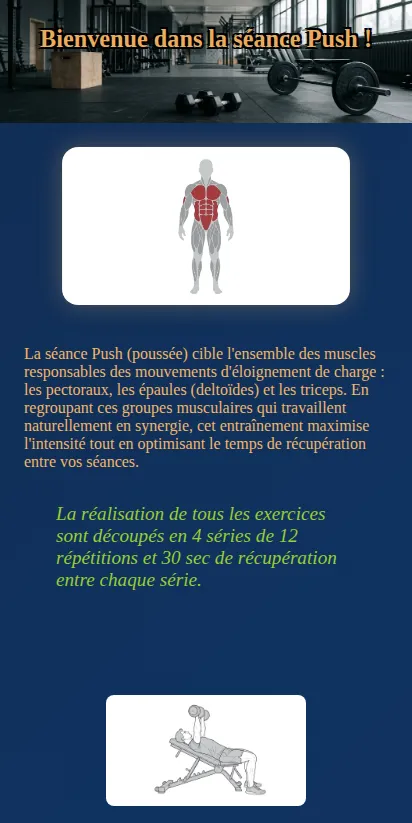 Bienvenue dans la séance Push !
La séance Push (poussée) cible l'ensemble des muscles
responsables des mouvements d'éloignement de charge :
les pectoraux, les épaules (deltoïdes) et les triceps. En
regroupant ces groupes musculaires qui travaillent
naturellement en synergie, cet entraînement maximise
l'intensité tout en optimisant le temps de récupération
entre vos séances.
La réalisation de tous les exercices
sont découpés en 4 séries de 12
répétitions et 30 sec de récupération
entre chaque série.